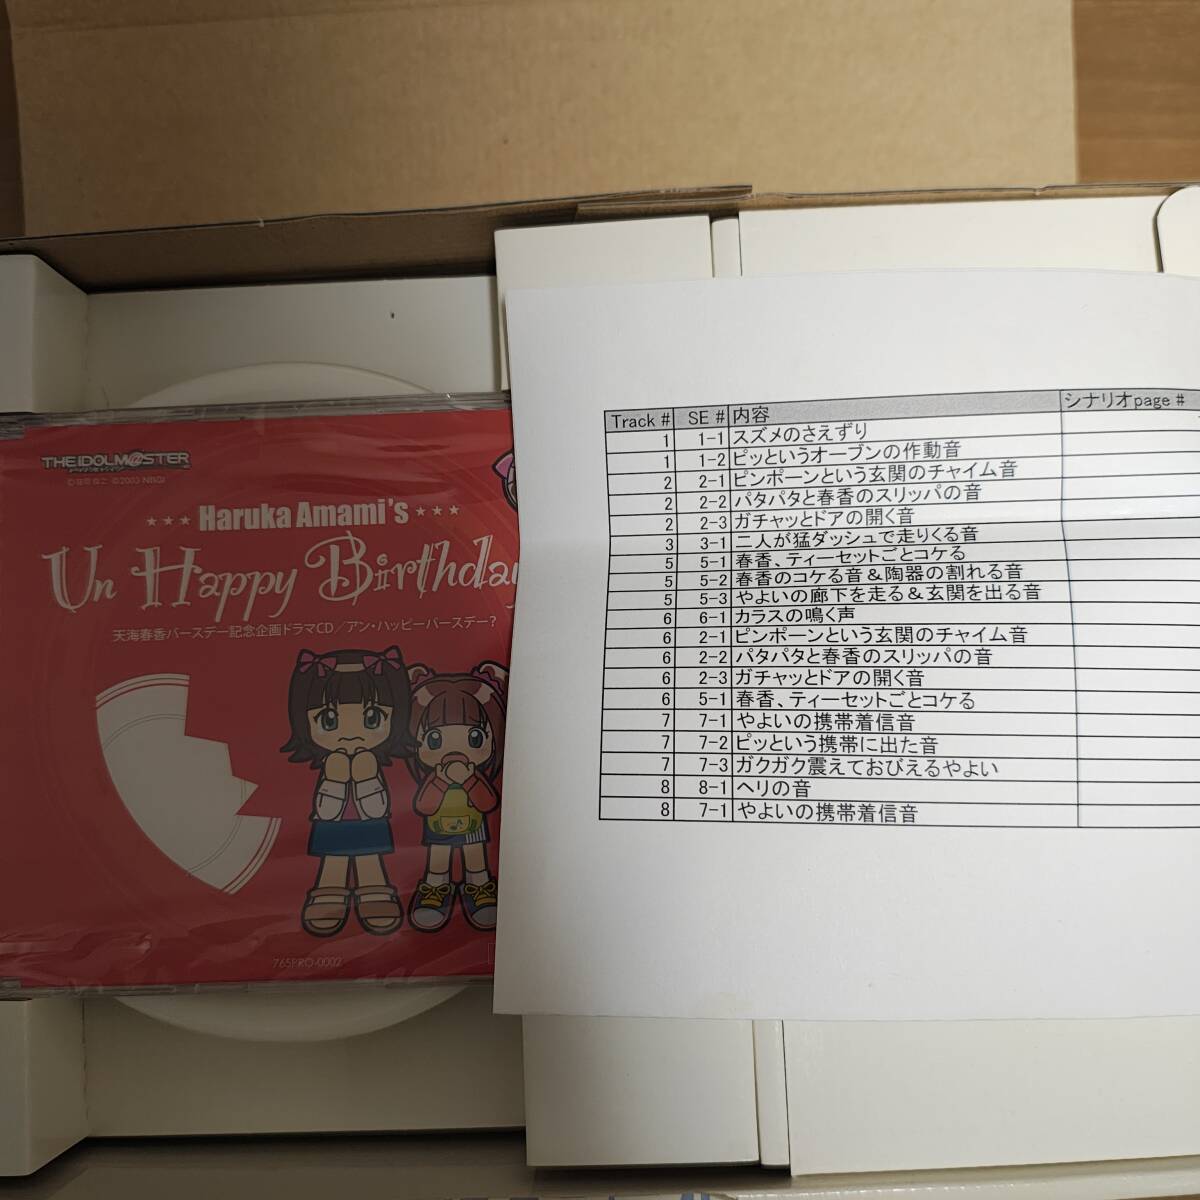 THE IDOLM@STER
★★★ Haruka Amami's ★★★
Un Happy Birthday
天海春香バースデー記念企画ドラマCD／アン・ハッピーバースデー?
765PRO-0002
Track # SE # 内容 シナリオpage #
1 1-1 スズメのさえずり
1 1-2 ピッというオーブンの作動音
2 2-1 ピンポーンという玄関のチャイム音
2 2-2 パタパタと春香のスリッパの音
2 2-3 ガチャッとドアの開く音
3 3-1 二人が猛ダッシュで走りくる音
5 5-1 春香、ティーセットごとコケる
5 5-2 春香のコケる音＆陶器の割れる音
5 5-3 やよいの廊下を走る＆玄関を出る音
6 6-1 カラスの鳴く声
6 2-1 ピンポーンという玄関のチャイム音
6 2-2 パタパタと春香のスリッパの音
6 2-3 ガチャッとドアの開く音
6 5-1 春香、ティーセットごとコケる
7 7-1 やよいの携帯着信音
7 7-2 ピッという携帯に出た音
7 7-3 ガクガク震えておびえるやよい
8 8-1 ヘリの音
8 7-1 やよいの携帯着信音